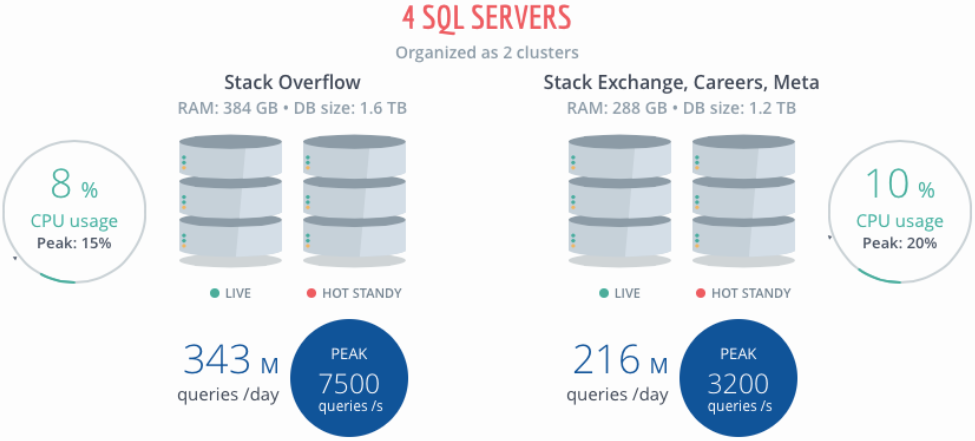 4 SQL SERVERS
Organized as 2 clusters
Stack Overflow
RAM: 384 GB • DB size: 1.6 TB
8 %
CPU usage
Peak: 15%
LIVE
HOT STANDY
343 M
queries /day
PEAK
7500
queries /s
Stack Exchange, Careers, Meta
RAM: 288 GB • DB size: 1.2 TB
10 %
CPU usage
Peak: 20%
LIVE
HOT STANDY
216 M
queries /day
PEAK
3200
queries /s